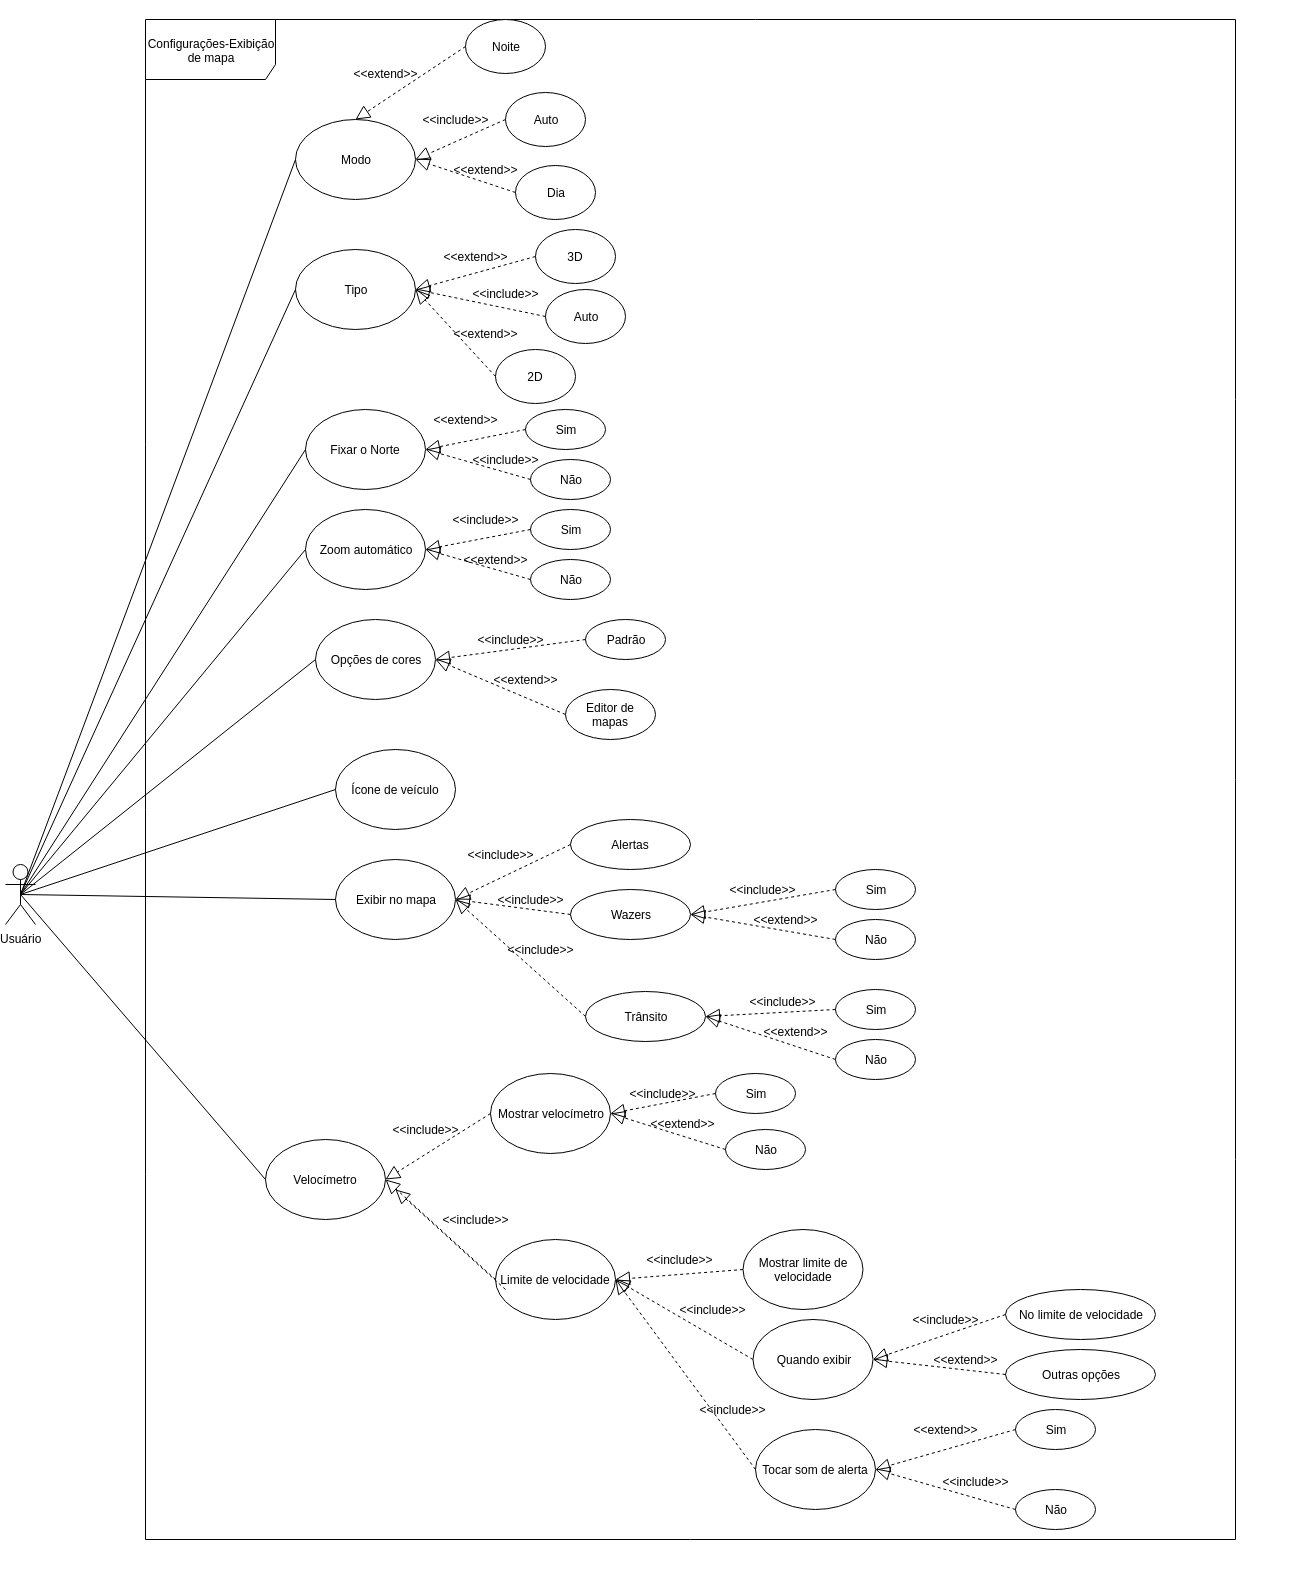 Configurações-Exibição
de mapa
Noite
<<extend>>
<<include>>
Auto
Modo
<<extend>>
Dia
<<extend>>
3D
Tipo
<<include>>
Auto
<<extend>>
2D
<<extend>>
Sim
Fixar o Norte
<<include>>
Não
<<include>>
Sim
Zoom automático
<<extend>>
Não
<<include>>
Padrão
Opções de cores
<<extend>>
Editor de
mapas
Ícone de veículo
<<include>>
Alertas
Exibir no mapa
<<include>>
Wazers
<<include>>
Sim
<<extend>>
Não
Usuário
<<include>>
Trânsito
<<include>>
Sim
<<extend>>
Não
<<include>>
Mostrar velocímetro
<<include>>
Sim
<<extend>>
Não
Velocímetro
<<include>>
Limite de velocidade
<<include>>
Mostrar limite de
velocidade
<<include>>
Quando exibir
<<include>>
No limite de velocidade
<<extend>>
Outras opções
<<include>>
Tocar som de alerta
<<extend>>
Sim
<<include>>
Não